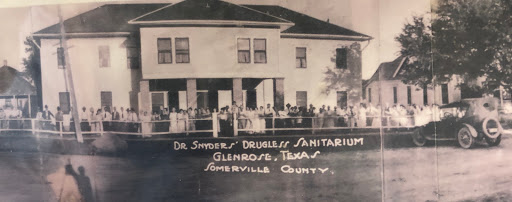 DR SNYDERS' DRUGLESS SANITARIUM
GLENROSE, TEXAS
SOMERVILLE COUNTY.